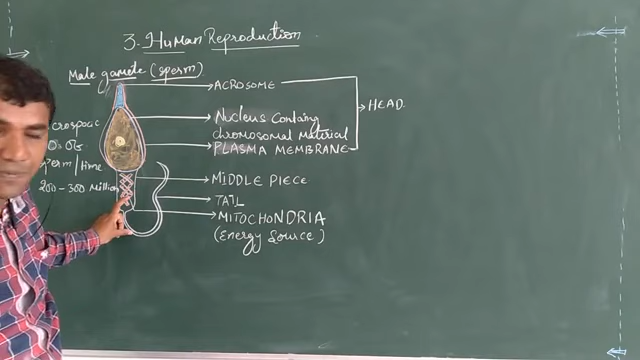 3. Human Reproduction
Male gamete (sperm)
ACROSOME
HEAD
Nucleus Containing
chromosomal material
PLASMA MEMBRANE
MIDDLE PIECE
TAIL
MITOCHONDRIA
(Energy Source)
200-300 Million